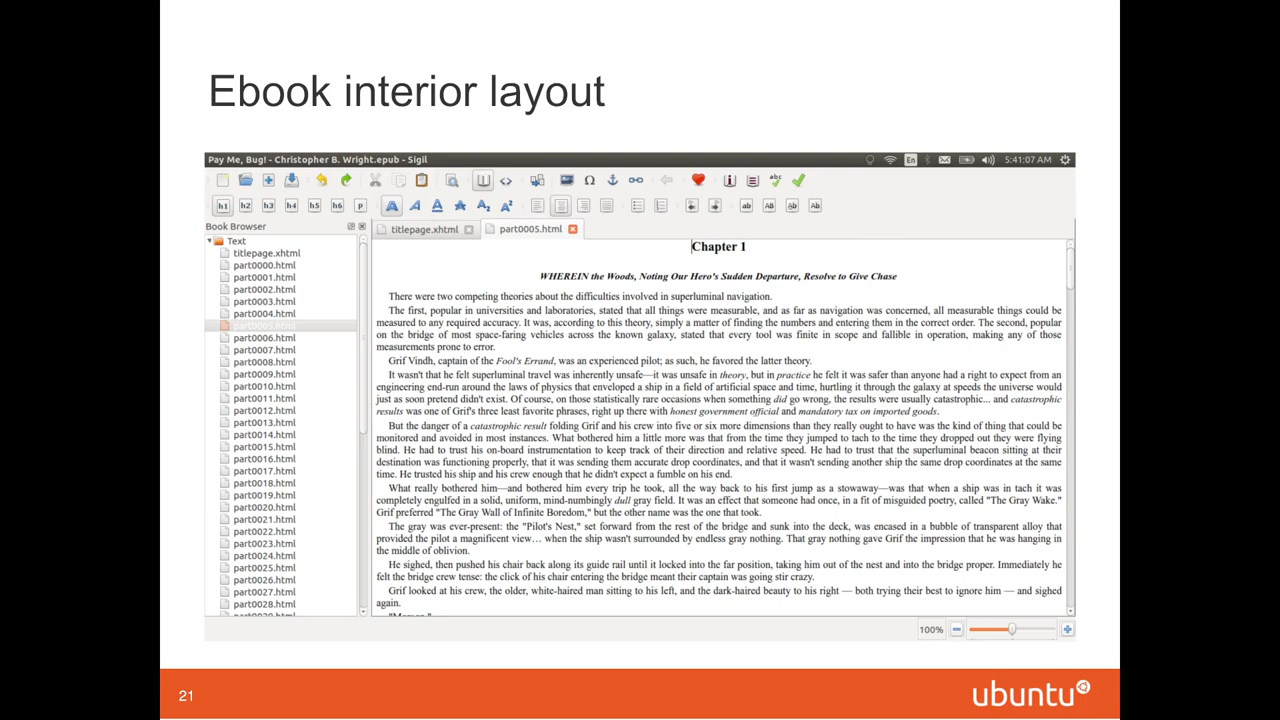 Ebook interior layout
Pay Me, Bug! - Christopher B. Wright.epub - Sigil
En
5:41:07 AM
abc
h1 h2 h3 h4 h5 h6 p A A A A A2 A2 ab AB Ab Ab
Book Browser
titlepage.xhtml
part0005.html
Text
titlepage.xhtml
part0000.html
part0001.html
part0002.html
part0003.html
part0004.html
part0005.html
part0006.html
part0007.html
part0008.html
part0009.html
part0010.html
part0011.html
part0012.html
part0013.html
part0014.html
part0015.html
part0016.html
part0017.html
part0018.html
part0019.html
part0020.html
part0021.html
part0022.html
part0023.html
part0024.html
part0025.html
part0026.html
part0027.html
part0028.html
Chapter 1
WHEREIN the Woods, Noting Our Hero's Sudden Departure, Resolve to Give Chase
There were two competing theories about the difficulties involved in superluminal navigation.
The first, popular in universities and laboratories, stated that all things were measurable, and as far as navigation was concerned, all measurable things could be
measured to any required accuracy. It was, according to this theory, simply a matter of finding the numbers and entering them in the correct order. The second, popular
on the bridge of most space-faring vehicles across the known galaxy, stated that every tool was finite in scope and fallible in operation, making any of those
measurements prone to error.
Grif Vindh, captain of the Fool's Errand, was an experienced pilot; as such, he favored the latter theory.
It wasn't that he felt superluminal travel was inherently unsafe—it was unsafe in theory, but in practice he felt it was safer than anyone had a right to expect from an
engineering end-run around the laws of physics that enveloped a ship in a field of artificial space and time, hurtling it through the galaxy at speeds the universe would
just as soon pretend didn't exist. Of course, on those statistically rare occasions when something did go wrong, the results were usually catastrophic... and catastrophic
results was one of Grif's three least favorite phrases, right up there with honest government official and mandatory tax on imported goods.
But the danger of a catastrophic result folding Grif and his crew into five or six more dimensions than they really ought to have was the kind of thing that could be
monitored and avoided in most instances. What bothered him a little more was that from the time they jumped to tach to the time they dropped out they were flying
blind. He had to trust his on-board instrumentation to keep track of their direction and relative speed. He had to trust that the superluminal beacon sitting at their
destination was functioning properly, that it was sending them accurate drop coordinates, and that it wasn't sending another ship the same drop coordinates at the same
time. He trusted his ship and his crew enough that he didn't expect a fumble on his end.
What really bothered him—and bothered him every trip he took, all the way back to his first jump as a stowaway—was that when a ship was in tach it was
completely engulfed in a solid, uniform, mind-numbingly dull gray field. It was an effect that someone had once, in a fit of misguided poetry, called "The Gray Wake."
Grif preferred "The Gray Wall of Infinite Boredom," but the other name was the one that took.
The gray was ever-present: the "Pilot's Nest," set forward from the rest of the bridge and sunk into the deck, was encased in a bubble of transparent alloy that
provided the pilot a magnificent view… when the ship wasn't surrounded by endless gray nothing. That gray nothing gave Grif the impression that he was hanging in
the middle of oblivion.
He sighed, then pushed his chair back along its guide rail until it locked into the far position, taking him out of the nest and into the bridge proper. Immediately he
felt the bridge crew tense: the click of his chair entering the bridge meant their captain was going stir crazy.
Grif looked at his crew, the older, white-haired man sitting to his left, and the dark-haired beauty to his right — both trying their best to ignore him — and sighed
again.
100%
21
ubuntu